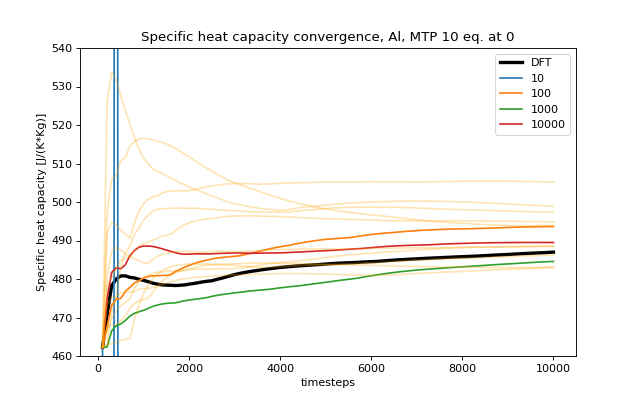 Specific heat capacity convergence, Al, MTP 10 eq. at 0
540
530
520
510
500
490
480
470
460
Specific heat capacity [J/(K*Kg)]
DFT
10
100
1000
10000
0 2000 4000 6000 8000 10000
timesteps